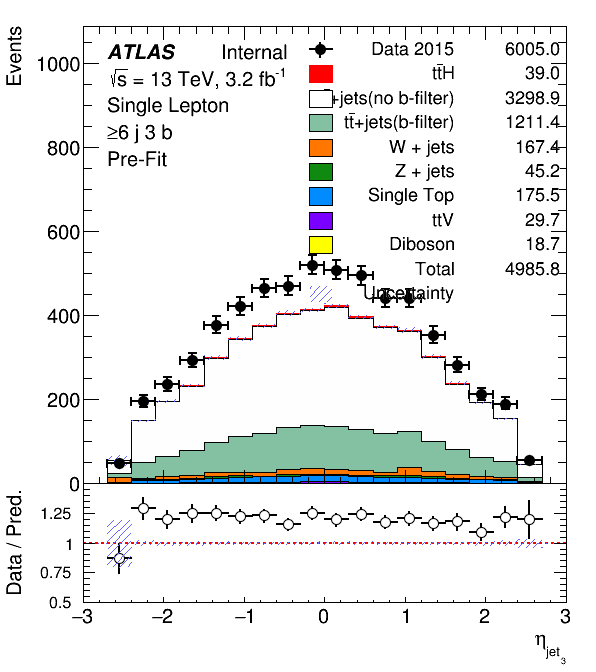 Events
1000
800
600
400
200
0
ATLAS Internal
√s = 13 TeV, 3.2 fb-1
Single Lepton
≥6 j 3 b
Pre-Fit
Data 2015 6005.0
tt̄H 39.0
+jets(no b-filter) 3298.9
tt̄+jets(b-filter) 1211.4
W + jets 167.4
Z + jets 45.2
Single Top 175.5
ttV 29.7
Diboson 18.7
Total 4985.8
Uncertainty
Data / Pred.
1.25
1
0.75
0.5
−3 −2 −1 0 1 2 3
ηjet3